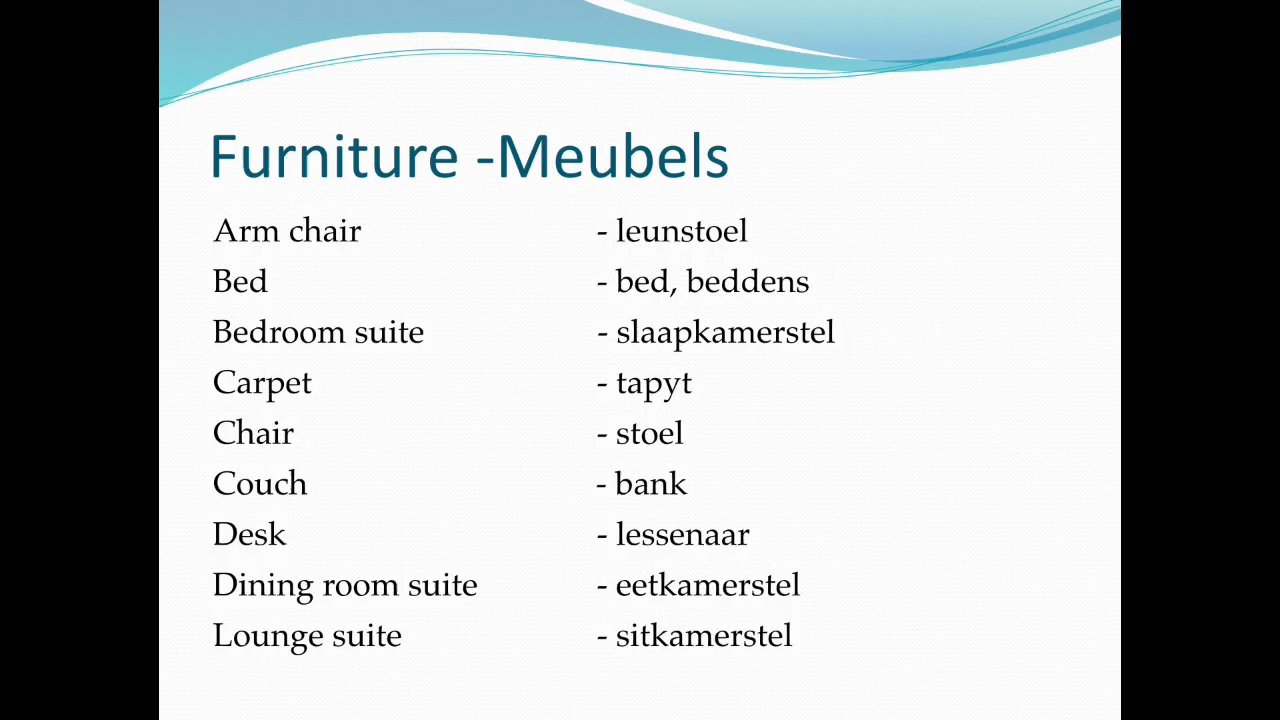 Furniture -Meubels
Arm chair - leunstoel
Bed - bed, beddens
Bedroom suite - slaapkamerstel
Carpet - tapyt
Chair - stoel
Couch - bank
Desk - lessenaar
Dining room suite - eetkamerstel
Lounge suite - sitkamerstel